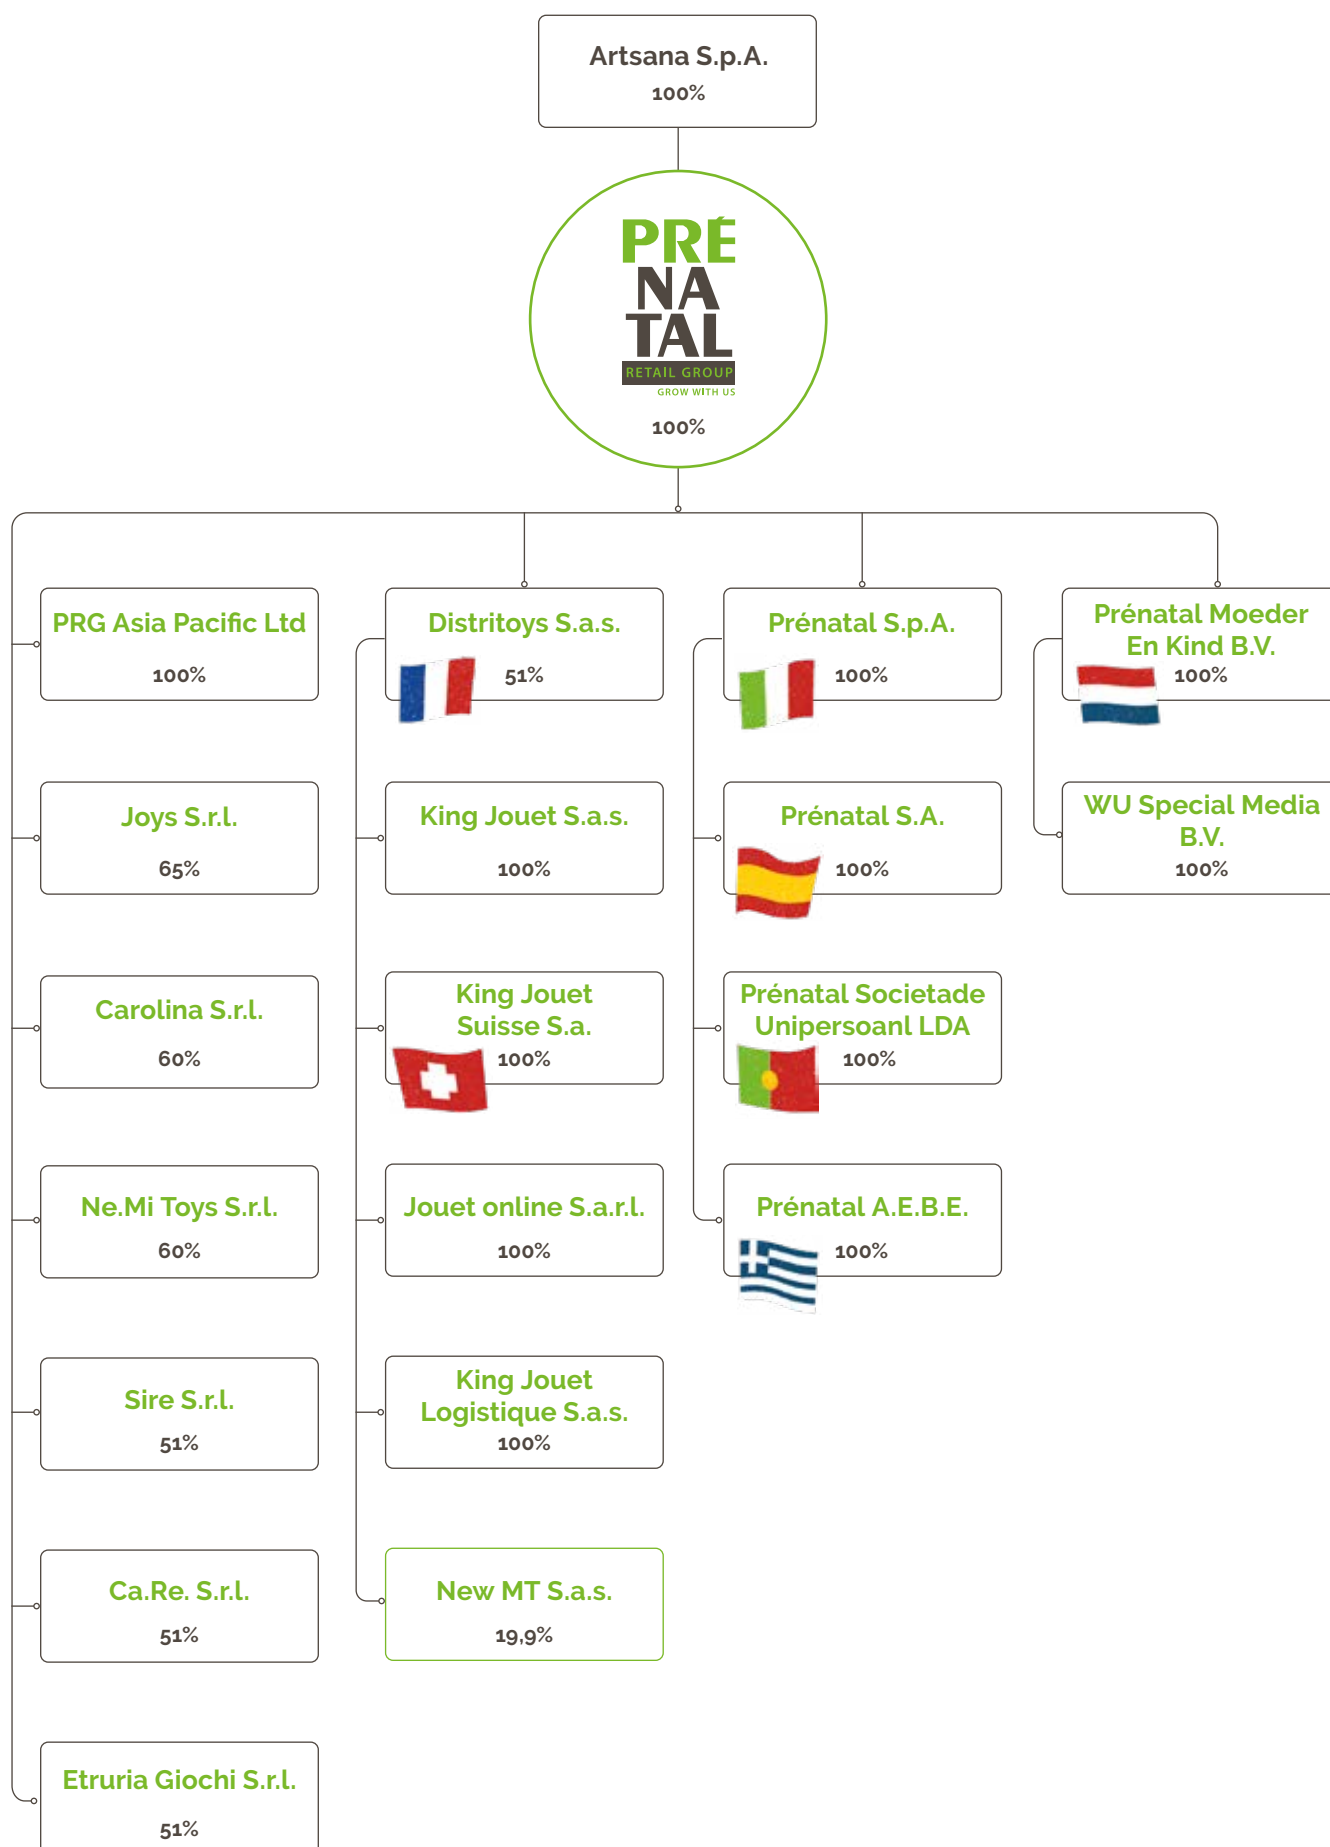 Artsana S.p.A.
100%
PRÉ
NA
TAL
RETAIL GROUP
GROW WITH US
100%
PRG Asia Pacific Ltd
100%
Joys S.r.l.
65%
Carolina S.r.l.
60%
Ne.Mi Toys S.r.l.
60%
Sire S.r.l.
51%
Ca.Re. S.r.l.
51%
Etruria Giochi S.r.l.
51%
Distritoys S.a.s.
51%
King Jouet S.a.s.
100%
King Jouet
Suisse S.a.
100%
Jouet online S.a.r.l.
100%
King Jouet
Logistique S.a.s.
100%
New MT S.a.s.
19,9%
Prénatal S.p.A.
100%
Prénatal S.A.
100%
Prénatal Societade
Unipersoanl LDA
100%
Prénatal A.E.B.E.
100%
Prénatal Moeder
En Kind B.V.
100%
WU Special Media
B.V.
100%